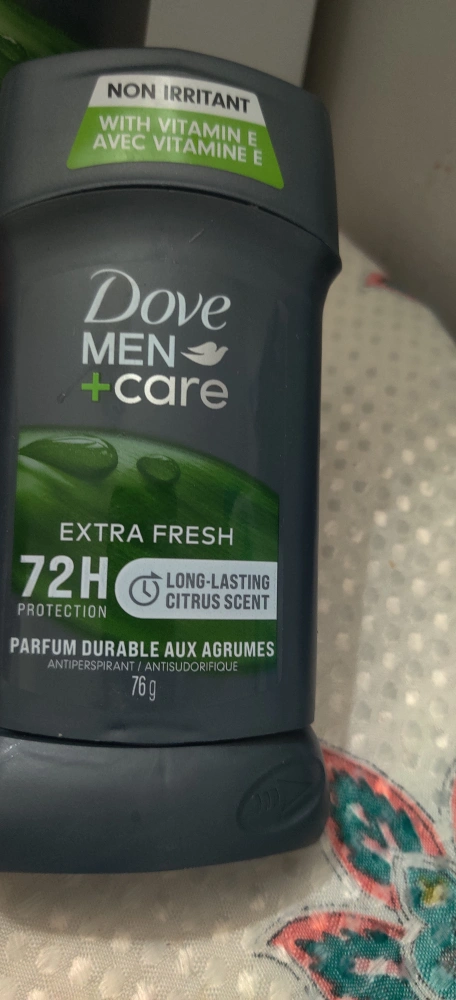 NON IRRITANT
WITH VITAMIN E
AVEC VITAMINE E
Dove
MEN
+care
EXTRA FRESH
72H
PROTECTION
LONG-LASTING
CITRUS SCENT
PARFUM DURABLE AUX AGRUMES
ANTIPERSPIRANT / ANTISUDORIFIQUE
76 g